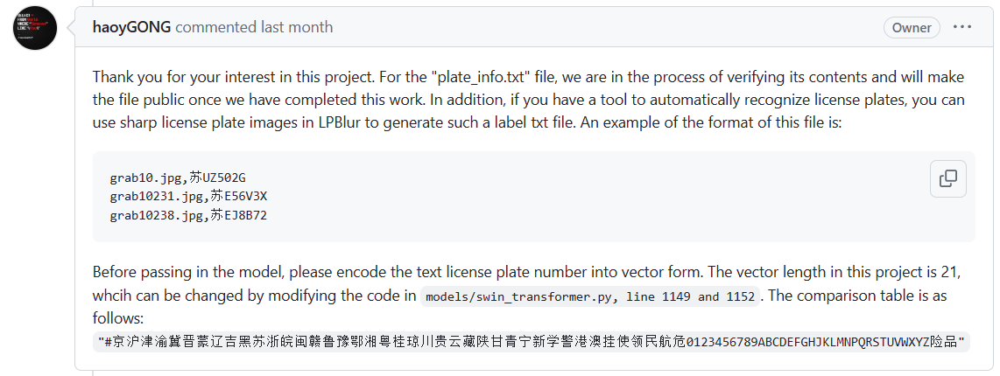 haoyGONG commented last month
Owner
Thank you for your interest in this project. For the "plate_info.txt" file, we are in the process of verifying its contents and will make
the file public once we have completed this work. In addition, if you have a tool to automatically recognize license plates, you can
use sharp license plate images in LPBlur to generate such a label txt file. An example of the format of this file is:
grab10.jpg,苏UZ502G
grab10231.jpg,苏E56V3X
grab10238.jpg,苏EJ8B72
Before passing in the model, please encode the text license plate number into vector form. The vector length in this project is 21,
whcih can be changed by modifying the code in models/swin_transformer.py, line 1149 and 1152. The comparison table is as
follows:
"#京沪津渝冀晋蒙辽吉黑苏浙皖闽赣鲁豫鄂湘粤桂琼川贵云藏陕甘青宁新学警港澳挂使领民航危0123456789ABCDEFGHJKLMNPQRSTUVWXYZ险品"